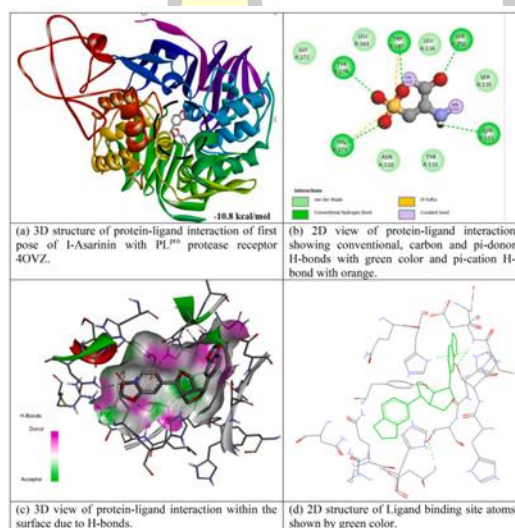 -10.8 kcal/mol
(a) 3D structure of protein-ligand interaction of first
pose of I-Asarinin with PLpro protease receptor
4OVZ.
GLY
A:272
LEU
Interactions
van der Waals
Conventional Hydrogen Bond
Pi-Sulfur
Covalent bond
(b) 2D view of protein-ligand interaction
showing conventional, carbon and pi-donor
H-bonds with green color and pi-cation H-
bond with orange.
H-Bonds
Donor
Acceptor
(c) 3D view of protein-ligand interaction within the
surface due to H-bonds.
(d) 2D structure of Ligand binding site atoms
shown by green color.